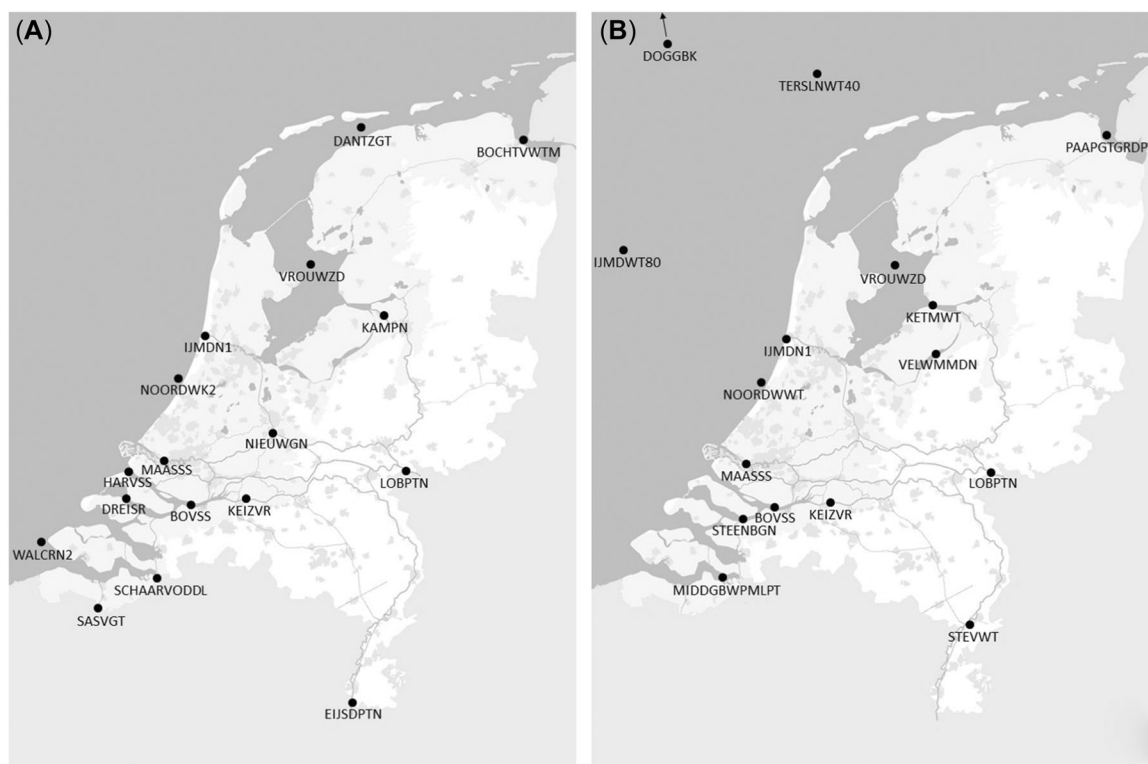 (A)
DANTZGT
BOCHTVWTM
VROUWZD
KAMPN
IJMDN1
NOORDWK2
NIEUWGN
MAASSS
HARVSS
LOBPTN
DREISR
BOVSS
KEIZVR
WALCRN2
SCHAARVODDL
SASVGT
EIJSDPTN
(B)
DOGGBK
TERSLNWT40
PAAPGTGRDP
IJMDWT80
VROUWZD
KETMWT
IJMDN1
VELWMMDN
NOORDWWT
MAASSS
LOBPTN
BOVSS
KEIZVR
STEENBGN
MIDDGBWPMLPT
STEVWT